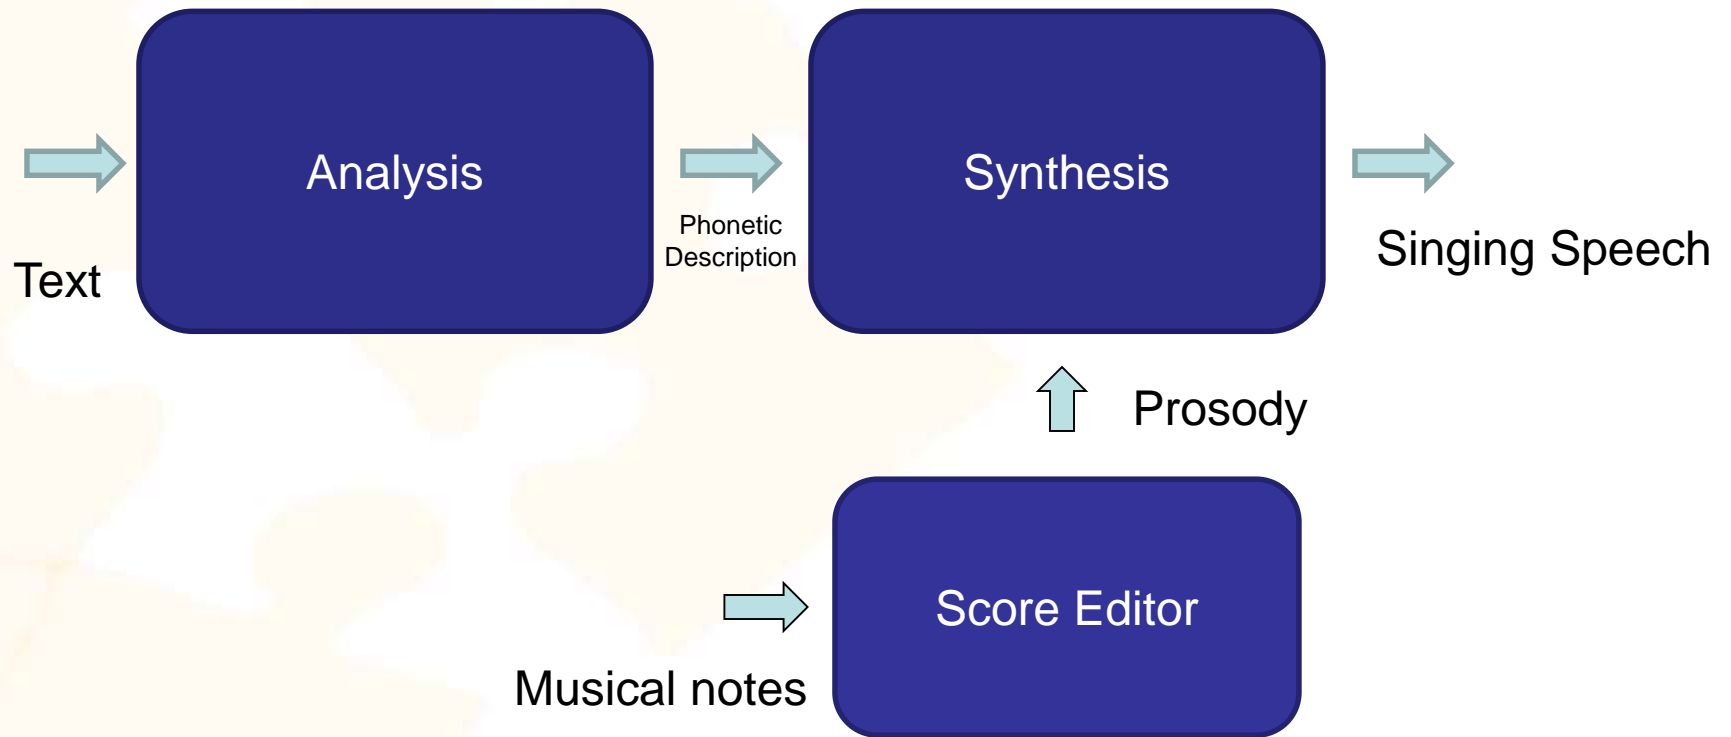 Analysis
Synthesis
Phonetic
Description
Text
Singing Speech
Prosody
Score Editor
Musical notes